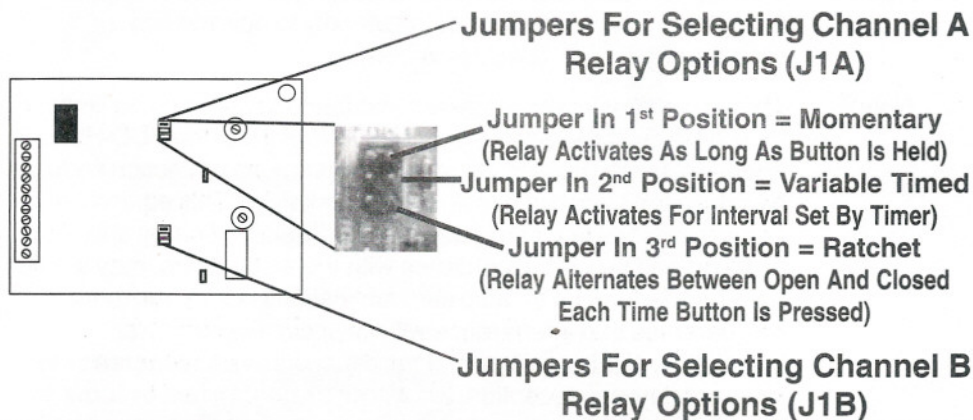 Jumpers For Selecting Channel A
Relay Options (J1A)
Jumper In 1st Position = Momentary
(Relay Activates As Long As Button Is Held)
Jumper In 2nd Position = Variable Timed
(Relay Activates For Interval Set By Timer)
Jumper In 3rd Position = Ratchet
(Relay Alternates Between Open And Closed
Each Time Button Is Pressed)
Jumpers For Selecting Channel B
Relay Options (J1B)